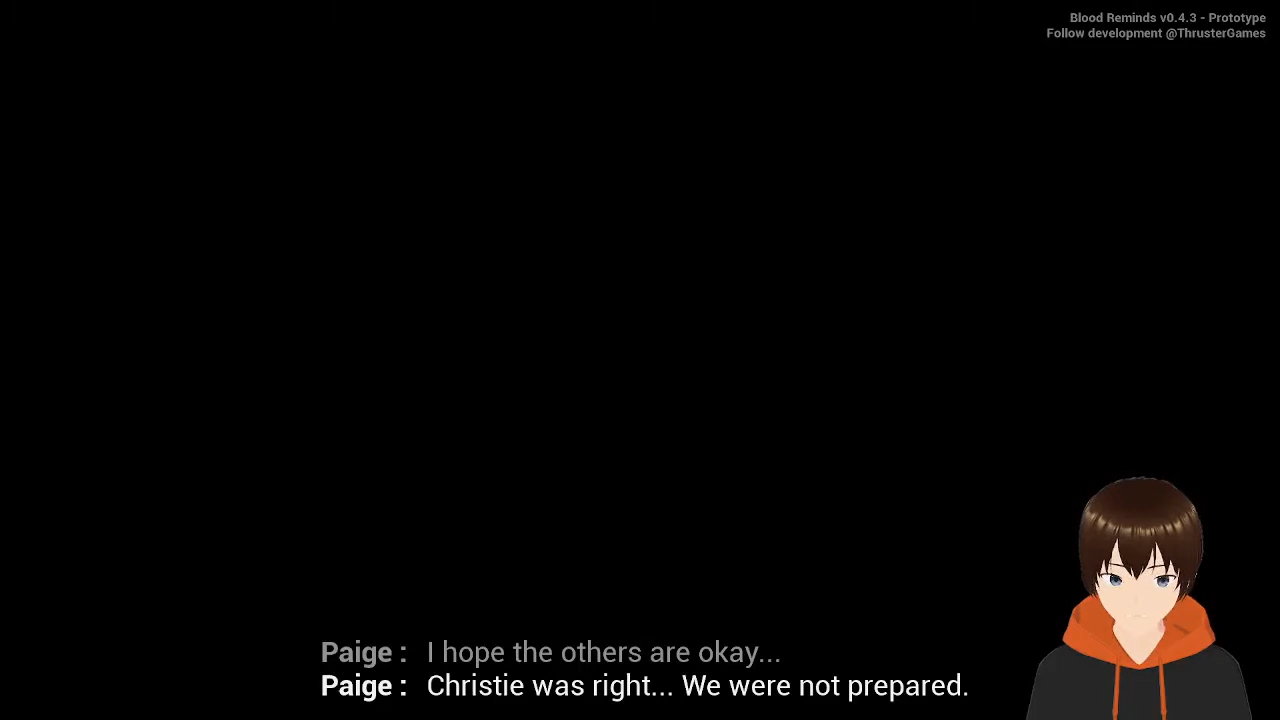 Blood Reminds v0.4.3 - Prototype
Follow development @ThrusterGames
Paige : I hope the others are okay...
Paige : Christie was right... We were not prepared.